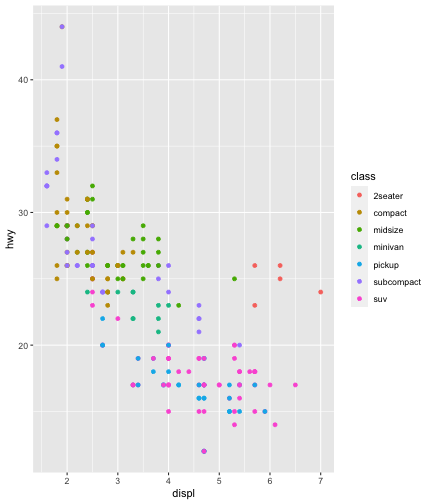 40
30
20
hwy
2 3 4 5 6 7
displ
class
2seater
compact
midsize
minivan
pickup
subcompact
suv